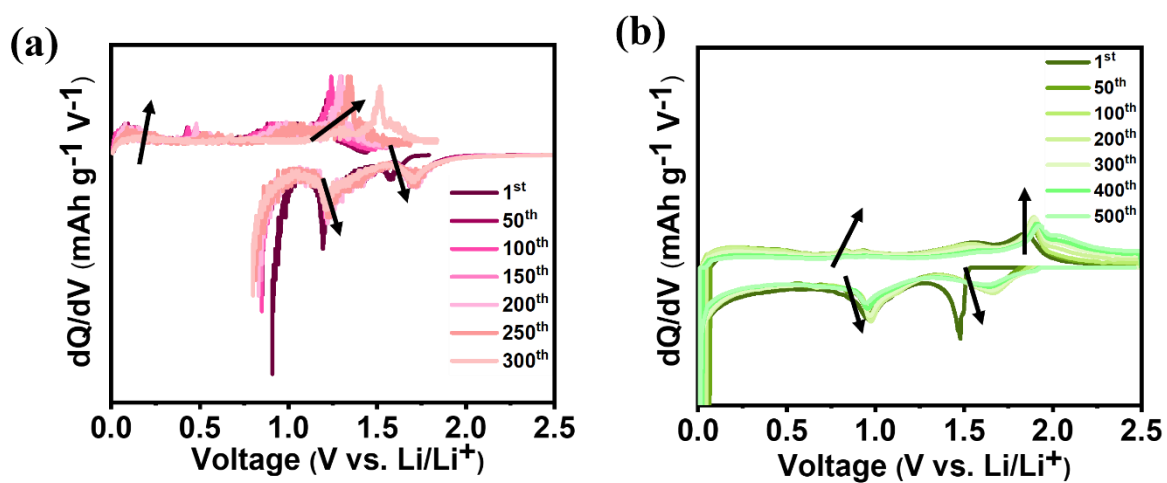 (a)
dQ/dV (mAh g⁻¹ V⁻¹)
1ˢᵗ
50ᵗʰ
100ᵗʰ
150ᵗʰ
200ᵗʰ
250ᵗʰ
300ᵗʰ
0.0 0.5 1.0 1.5 2.0 2.5
Voltage (V vs. Li/Li⁺)
(b)
dQ/dV (mAh g⁻¹ V⁻¹)
1ˢᵗ
50ᵗʰ
100ᵗʰ
200ᵗʰ
300ᵗʰ
400ᵗʰ
500ᵗʰ
0.0 0.5 1.0 1.5 2.0 2.5
Voltage (V vs. Li/Li⁺)